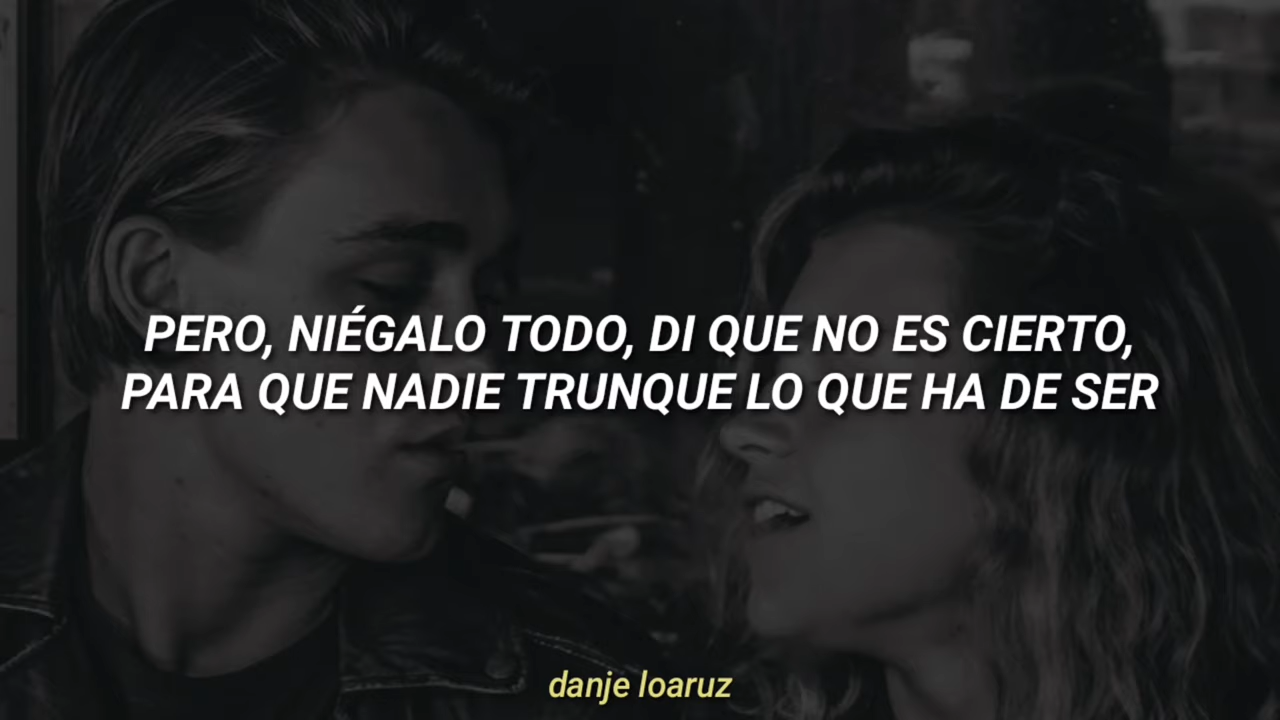 PERO, NIÉGALO TODO, DI QUE NO ES CIERTO,
PARA QUE NADIE TRUNQUE LO QUE HA DE SER
danje loaruz